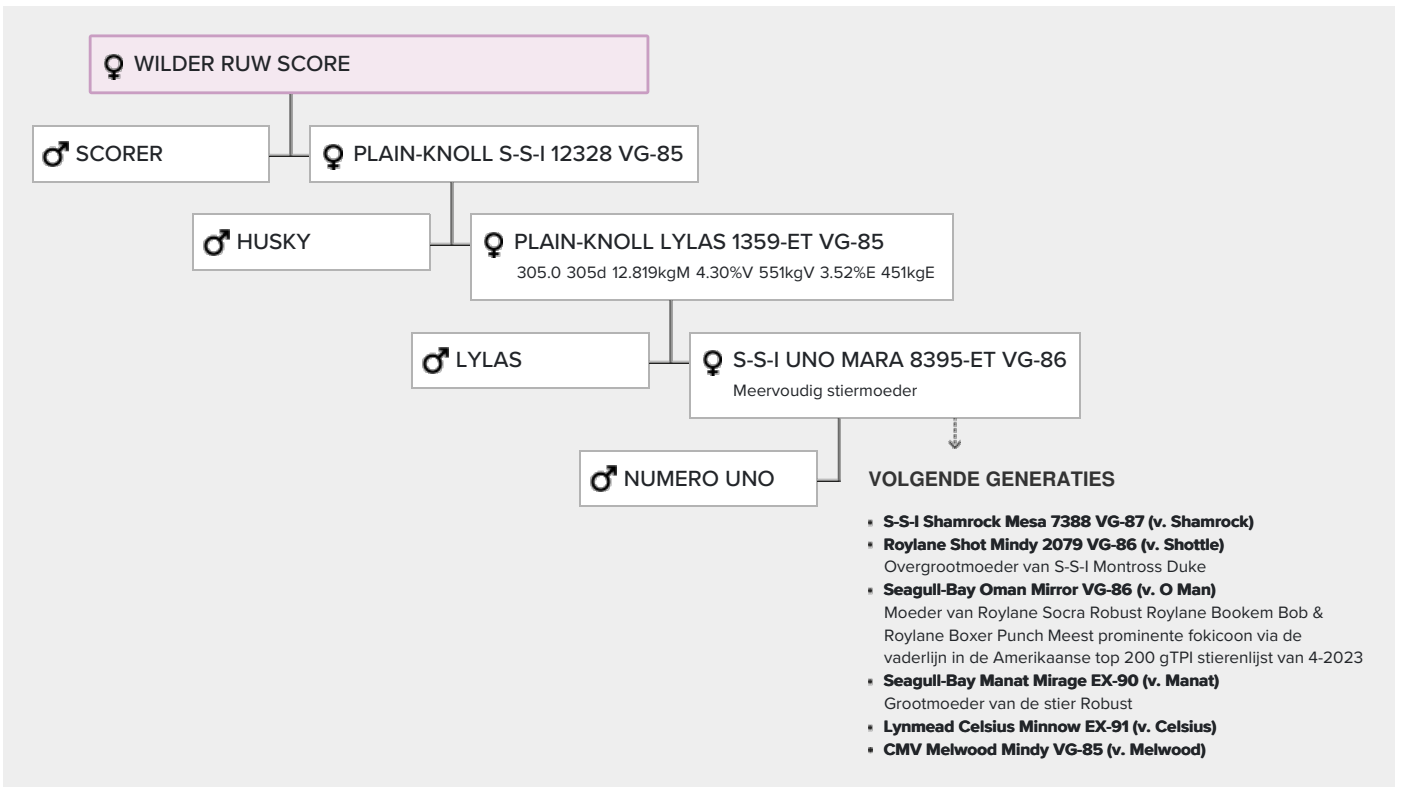 WILDER RUW SCORE
SCORER
PLAIN-KNOLL S-S-I 12328 VG-85
HUSKY
PLAIN-KNOLL LYLAS 1359-ET VG-85
305.0 305d 12.819kgM 4.30%V 551kgV 3.52%E 451kgE
LYLAS
S-S-I UNO MARA 8395-ET VG-86
Meervoudig stiermoeder
NUMERO UNO
VOLGENDE GENERATIES
S-S-I Shamrock Mesa 7388 VG-87 (v. Shamrock)
Roylane Shot Mindy 2079 VG-86 (v. Shottle)
Overgrootmoeder van S-S-I Montross Duke
Seagull-Bay Oman Mirror VG-86 (v. O Man)
Moeder van Roylane Socra Robust Roylane Bookem Bob &
Roylane Boxer Punch Meest prominente fokicoon via de
vaderlijn in de Amerikaanse top 200 gTPI stierenlijst van 4-2023
Seagull-Bay Manat Mirage EX-90 (v. Manat)
Grootmoeder van de stier Robust
Lynmead Celsius Minnow EX-91 (v. Celsius)
CMV Melwood Mindy VG-85 (v. Melwood)